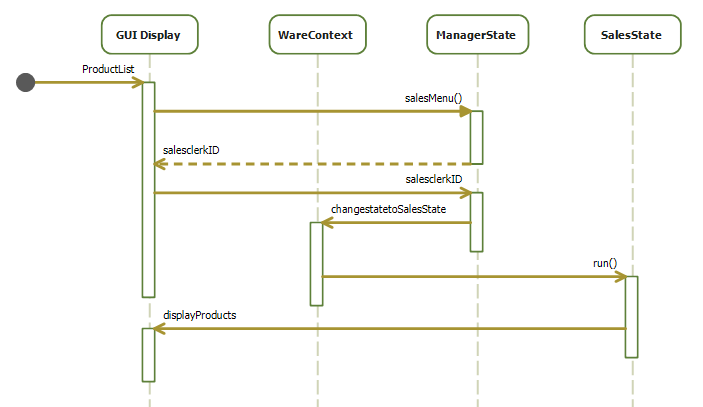 GUI Display
WareContext
ManagerState
SalesState
ProductList
salesMenu()
salesclerkID
salesclerkID
changestatetoSalesState
run()
displayProducts